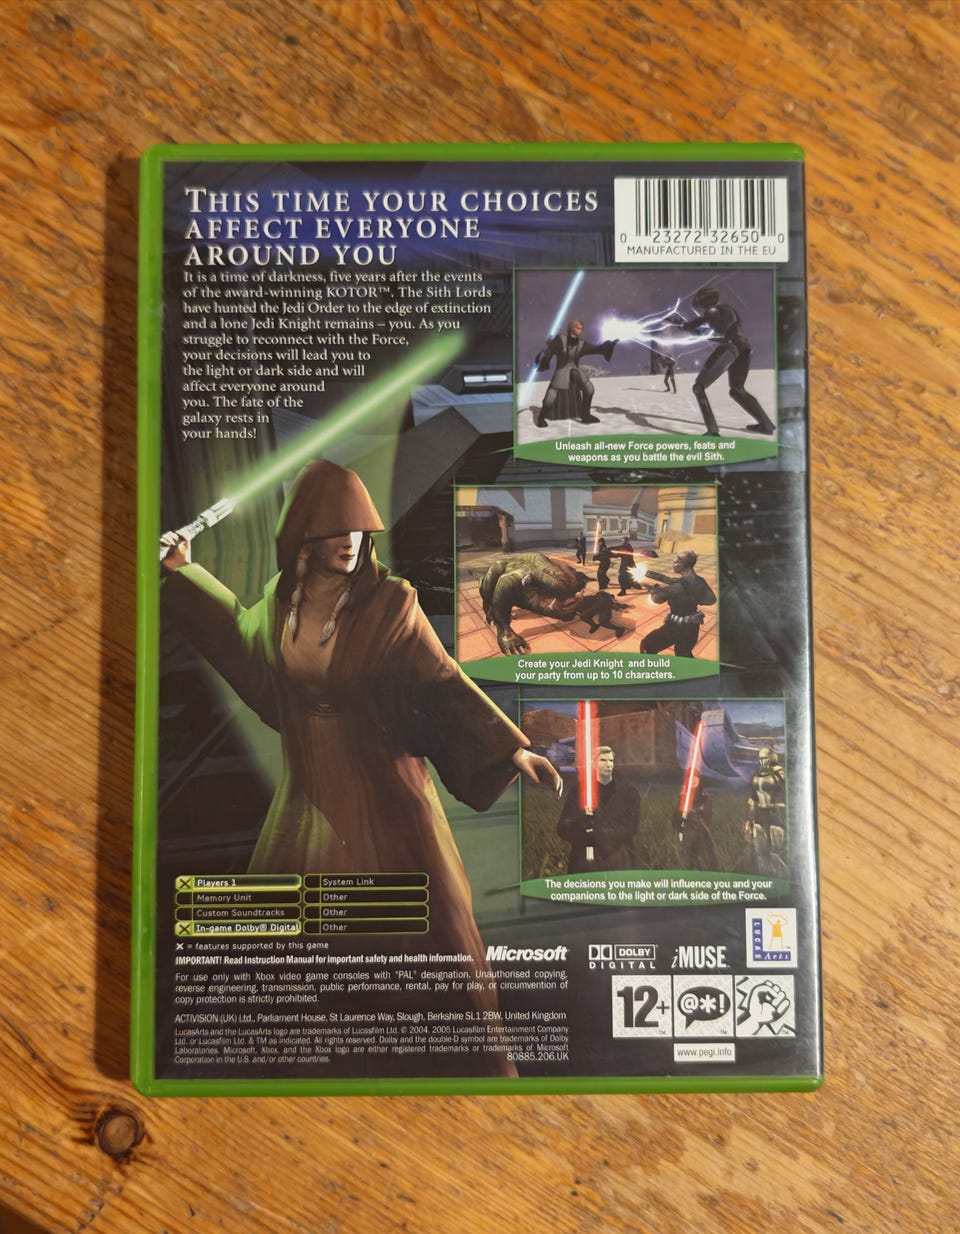 THIS TIME YOUR CHOICES
AFFECT EVERYONE
AROUND YOU
It is a time of darkness, five years after the events
of the award-winning KOTOR™. The Sith Lords
have hunted the Jedi Order to the edge of extinction
and a lone Jedi Knight remains – you. As you
struggle to reconnect with the Force,
your decisions will lead you to
the light or dark side and will
affect everyone around
you. The fate of the
galaxy rests in
your hands!
0 23272 32650 0
MANUFACTURED IN THE EU
Unleash all-new Force powers, feats and
weapons as you battle the evil Sith.
Create your Jedi Knight and build
your party from up to 10 characters.
The decisions you make will influence you and your
companions to the light or dark side of the Force.
X Players 1
System Link
Memory Unit
Other
Custom Soundtracks
Other
X In-game Dolby® Digital
Other
X = features supported by this game
IMPORTANT! Read Instruction Manual for important safety and health information.
Microsoft
DOLBY
DIGITAL
iMUSE™
LUCAS
Arts
For use only with Xbox video game consoles with "PAL" designation. Unauthorised copying,
reverse engineering, transmission, public performance, rental, pay for play, or circumvention of
copy protection is strictly prohibited.
ACTIVISION (UK) Ltd., Parliament House, St Laurence Way, Slough, Berkshire SL1 2BW, United Kingdom
LucasArts and the LucasArts logo are trademarks of Lucasfilm Ltd. © 2004, 2005 Lucasfilm Entertainment Company
Ltd. or Lucasfilm Ltd. & TM as indicated. All rights reserved. Dolby and the double-D symbol are trademarks of Dolby
Laboratories. Microsoft, Xbox, and the Xbox logo are either registered trademarks or trademarks of Microsoft
Corporation in the U.S. and/or other countries.
80885.206.UK
12+
™
@*!
™
™
www.pegi.info